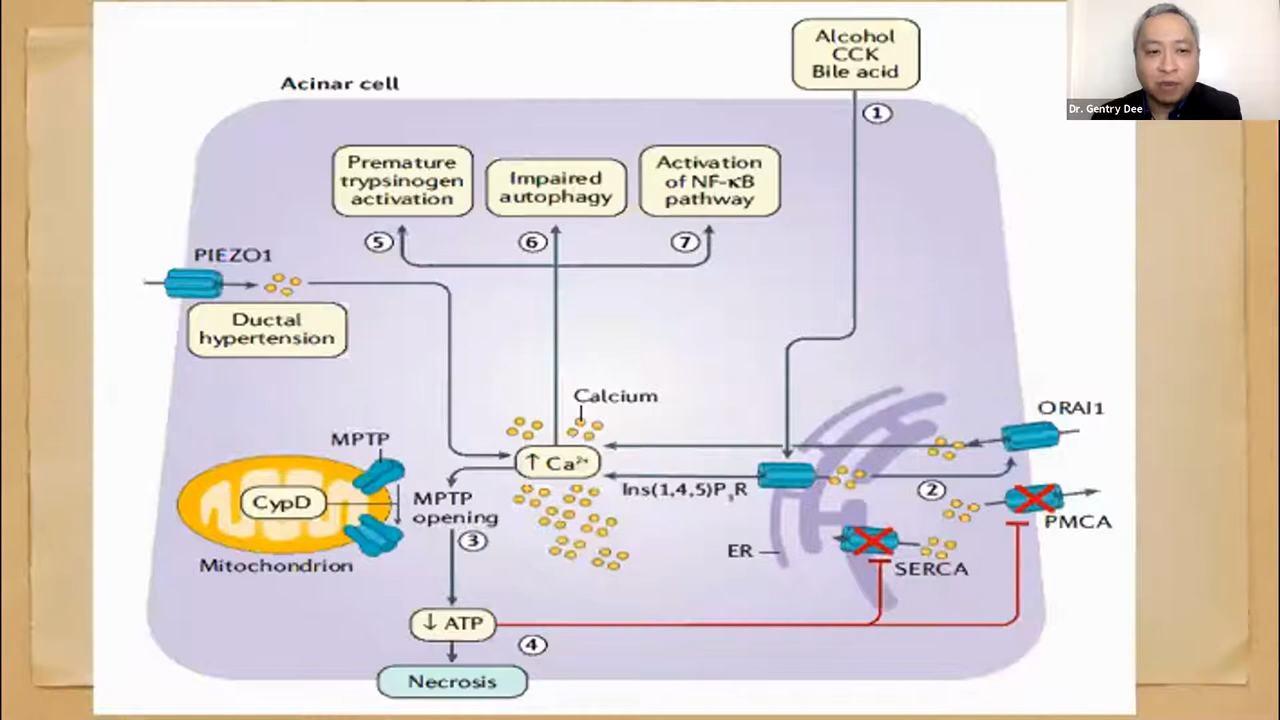 Alcohol
CCK
Bile acid
Dr. Gentry Dee
Acinar cell
1
Premature
trypsinogen
activation
Impaired
autophagy
Activation
of NF-κB
pathway
5
6
7
PIEZO1
Ductal
hypertension
Calcium
ORAI1
MPTP
↑ Ca²⁺
CypD
MPTP
opening
Ins(1,4,5)P₃R
2
PMCA
3
ER
SERCA
Mitochondrion
↓ ATP
4
Necrosis